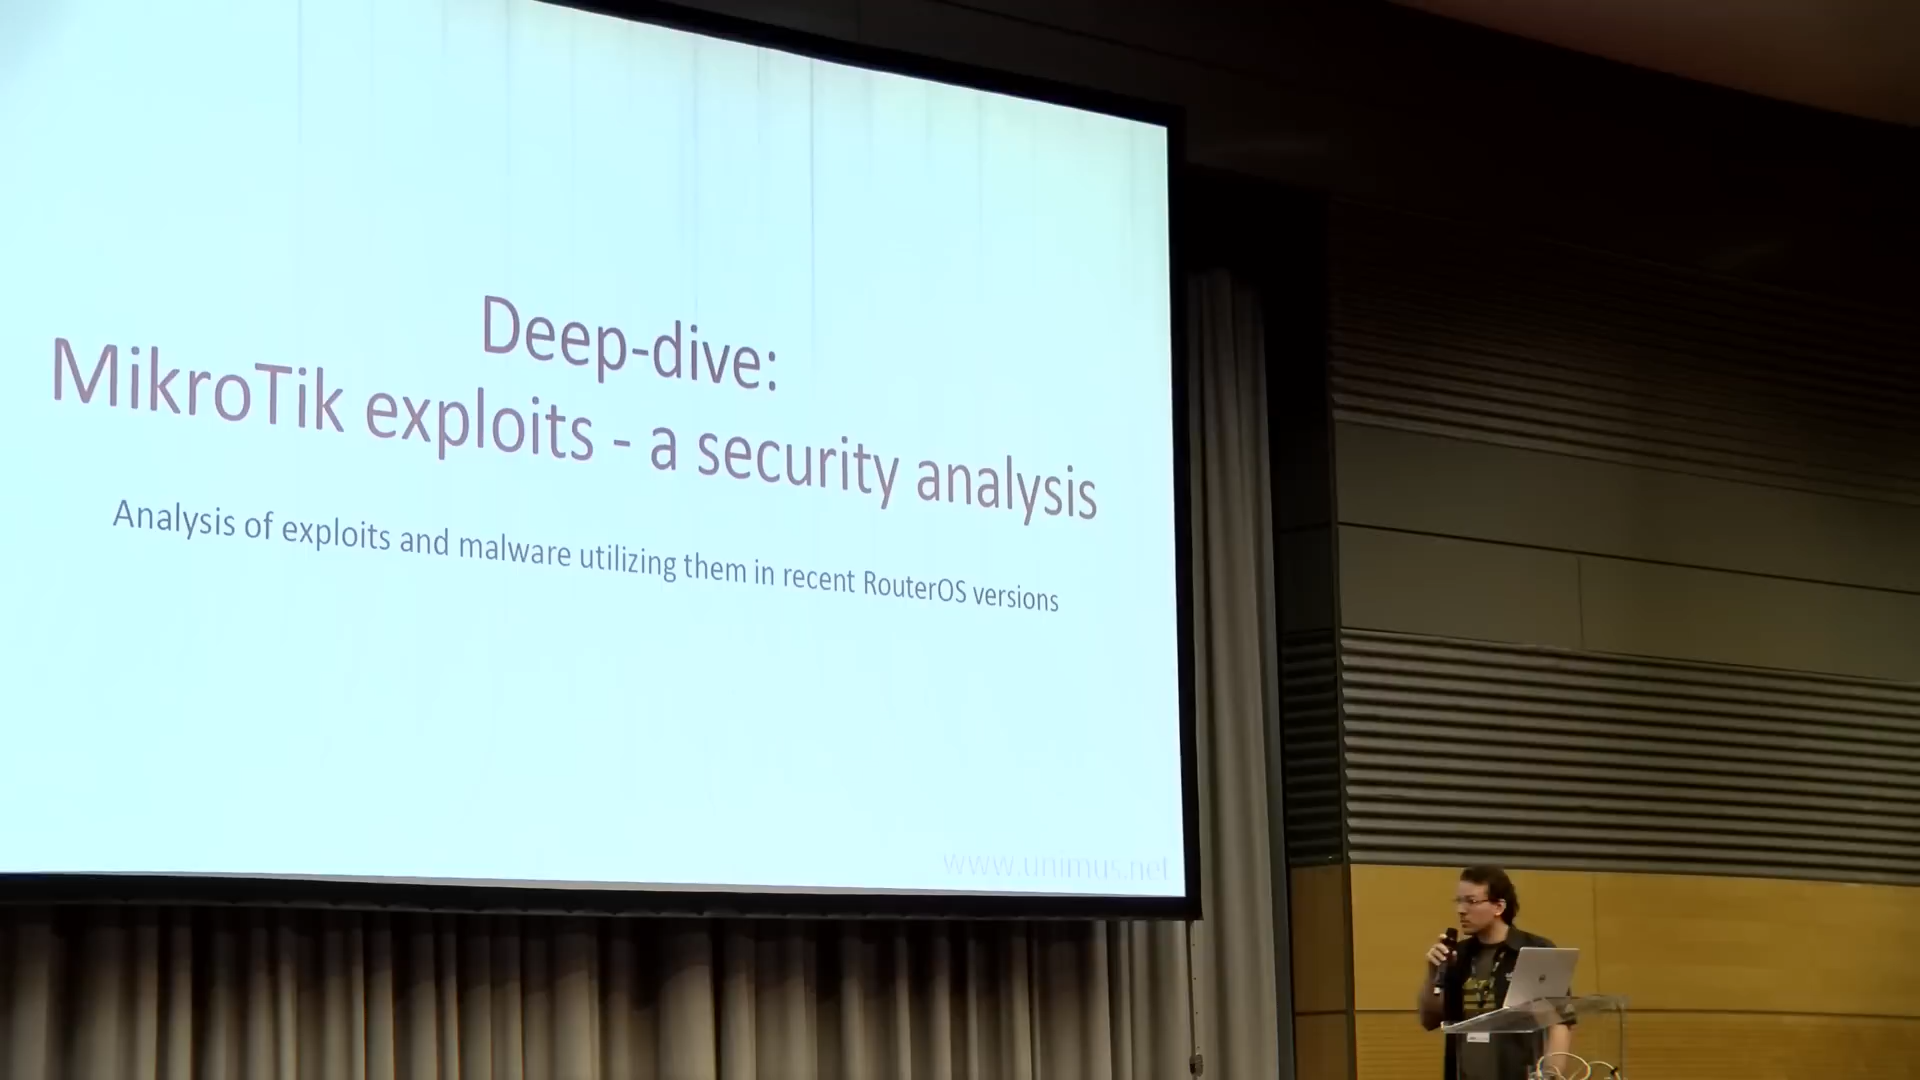 Deep-dive:
MikroTik exploits - a security analysis
Analysis of exploits and malware utilizing them in recent RouterOS versions
www.unimus.net